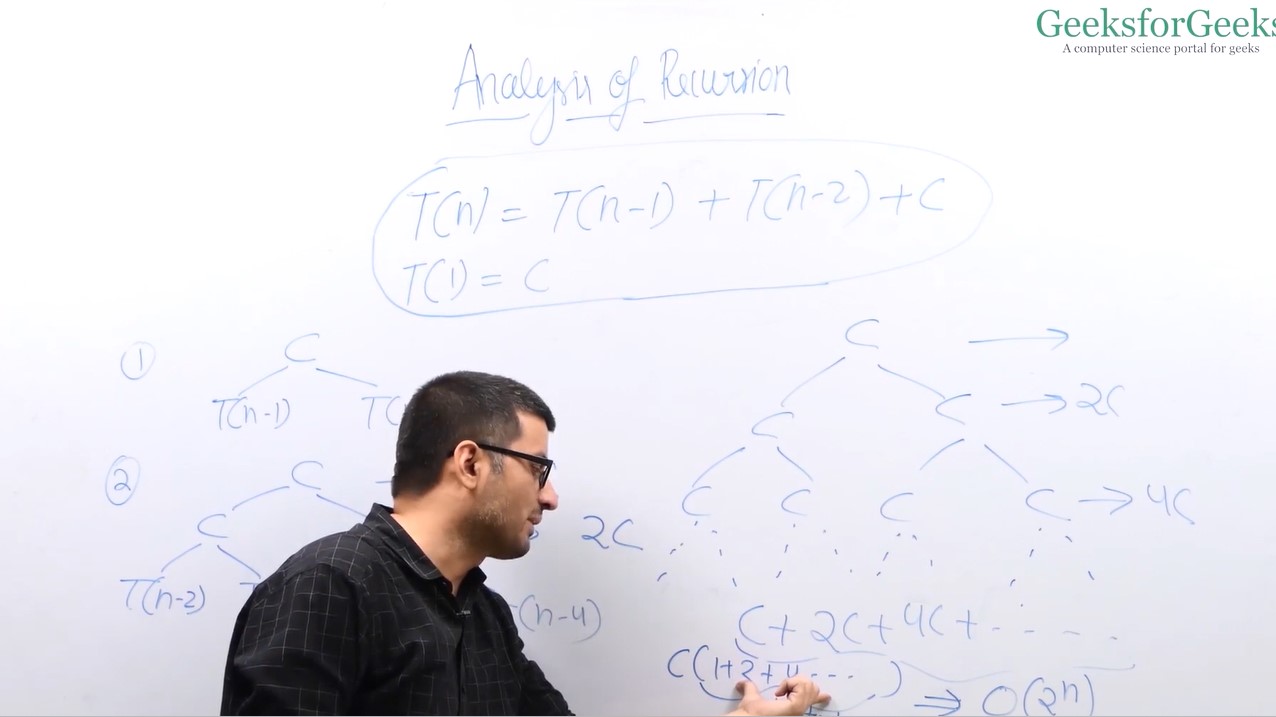 GeeksforGeeks
A computer science portal for geeks
Analysis of Recursion
T(n) = T(n-1) + T(n-2) + C
T(1) = C
1
C
T(n-1) T(
2
C
C
T(n-2)
2C
(n-4)
C
C C → 2C
C C C C → 4C
C + 2C + 4C + - - - - .
C(1+2+4 - - - ) ⇒ O(2ⁿ)